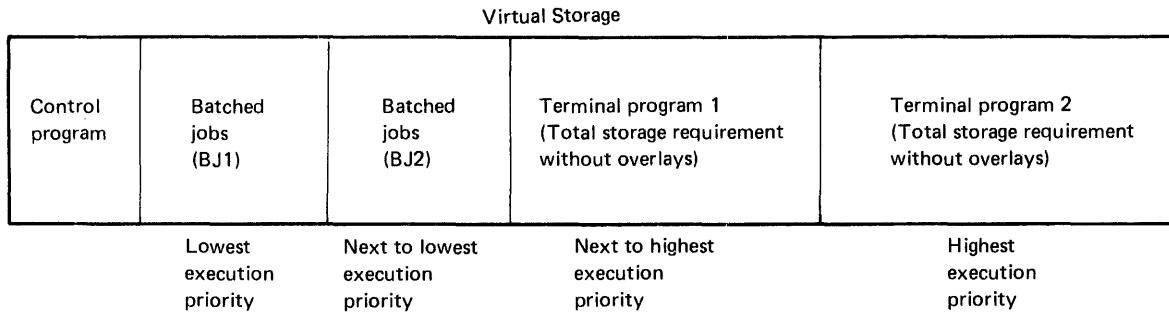 Virtual Storage
Control
program
Batched
jobs
(BJ1)
Batched
jobs
(BJ2)
Terminal program 1
(Total storage requirement
without overlays)
Terminal program 2
(Total storage requirement
without overlays)
Lowest
execution
priority
Next to lowest
execution
priority
Next to highest
execution
priority
Highest
execution
priority